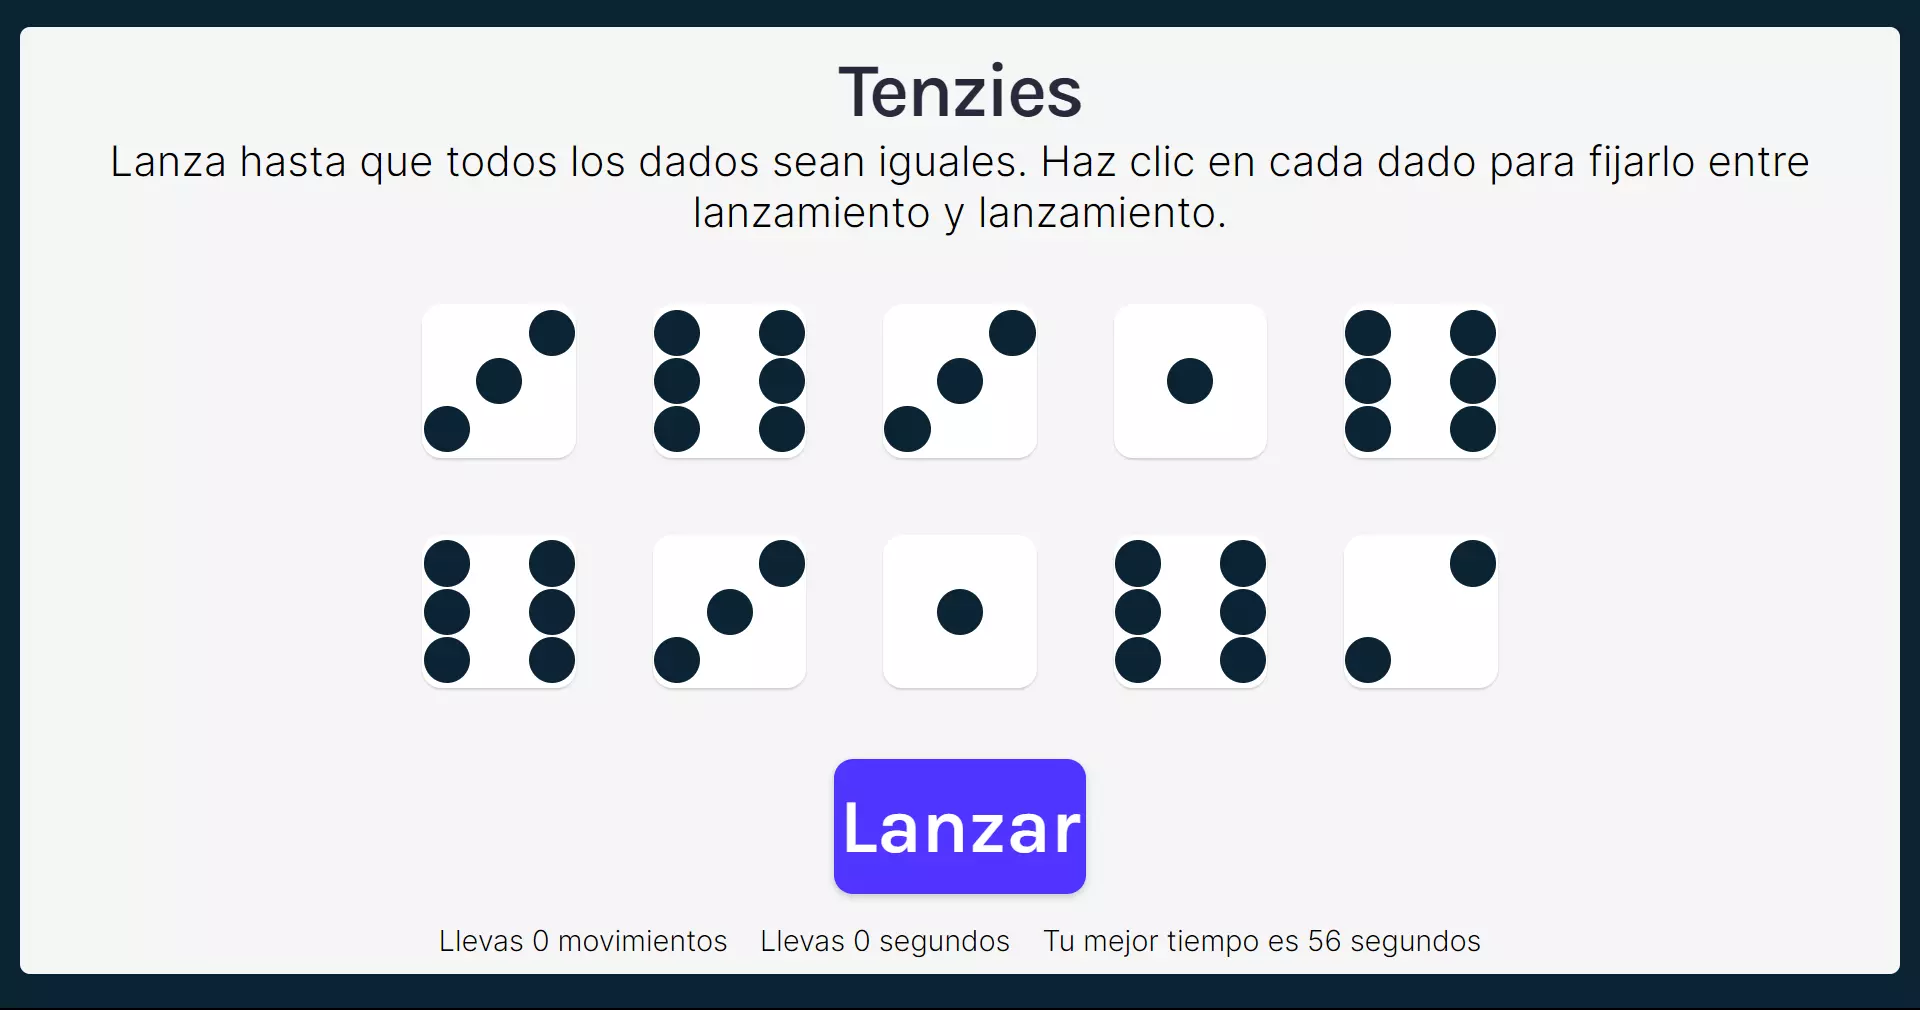 Tenzies
Lanza hasta que todos los dados sean iguales. Haz clic en cada dado para fijarlo entre
lanzamiento y lanzamiento.
Lanzar
Llevas 0 movimientos Llevas 0 segundos Tu mejor tiempo es 56 segundos